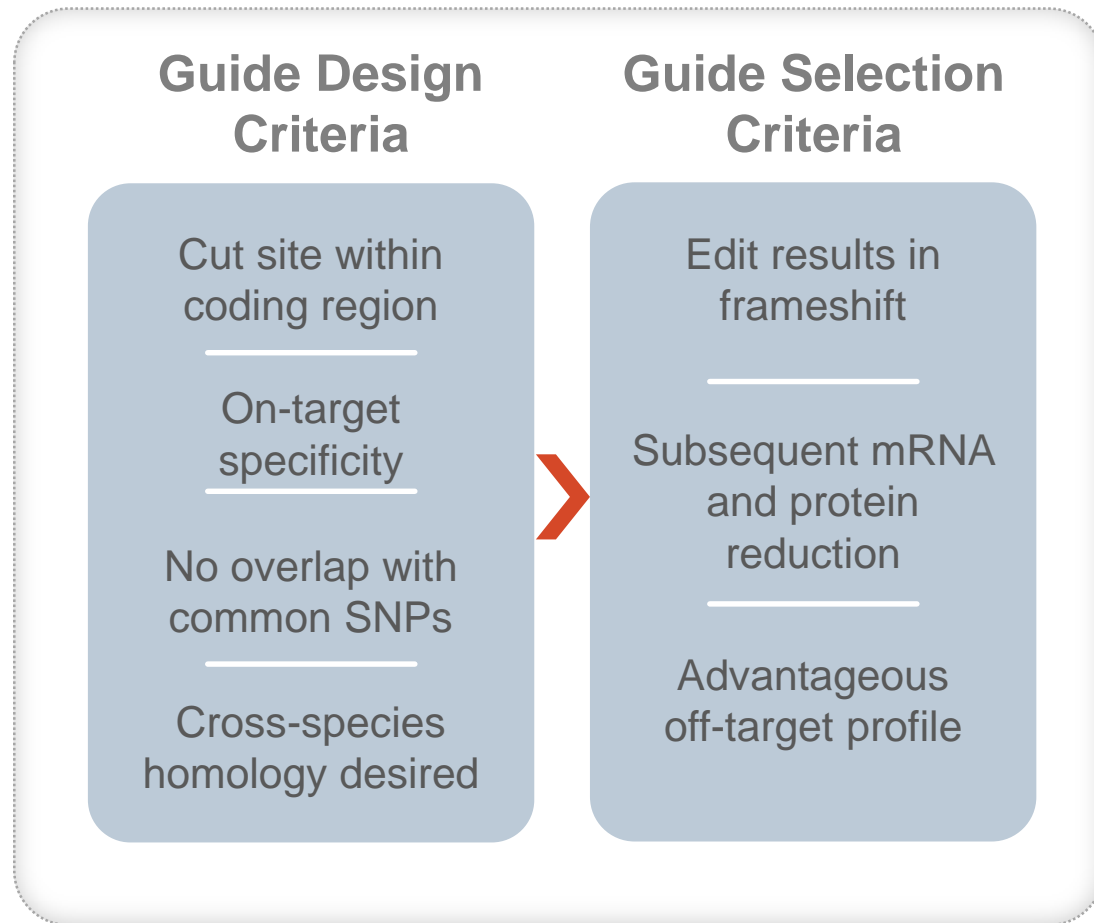 Guide Design
Criteria
Cut site within
coding region
On-target
specificity
No overlap with
common SNPs
Cross-species
homology desired
Guide Selection
Criteria
Edit results in
frameshift
Subsequent mRNA
and protein
reduction
Advantageous
off-target profile